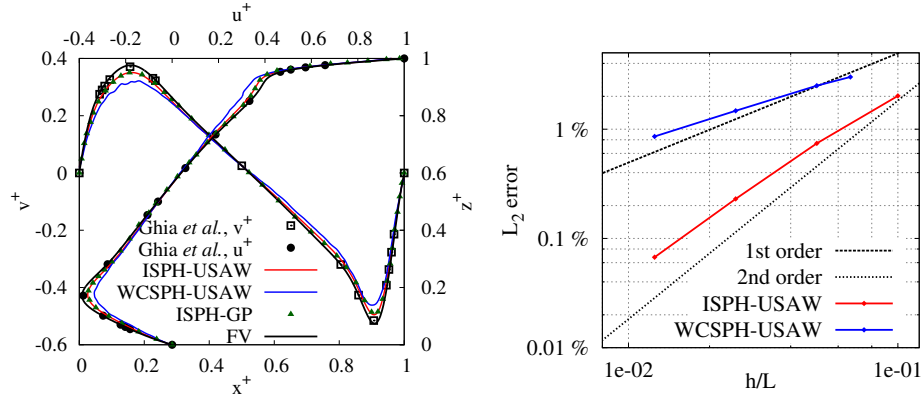 u+
-0.4 -0.2 0 0.2 0.4 0.6 0.8 1
0.4
0.2
0
-0.2
-0.4
-0.6
v+
1
0.8
0.6
0.4
0.2
0
z+
Ghia et al., v+
Ghia et al., u+
ISPH-USAW
WCSPH-USAW
ISPH-GP
FV
0 0.2 0.4 0.6 0.8 1
x+
L2 error
1 %
0.1 %
0.01 %
1st order
2nd order
ISPH-USAW
WCSPH-USAW
1e-02 1e-01
h/L